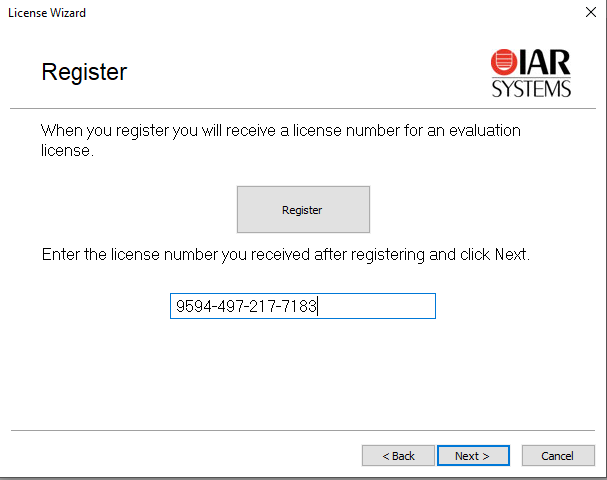 License Wizard
Register
IAR
SYSTEMS
When you register you will receive a license number for an evaluation
license.
Register
Enter the license number you received after registering and click Next.
9594-497-217-7183
< Back
Next >
Cancel